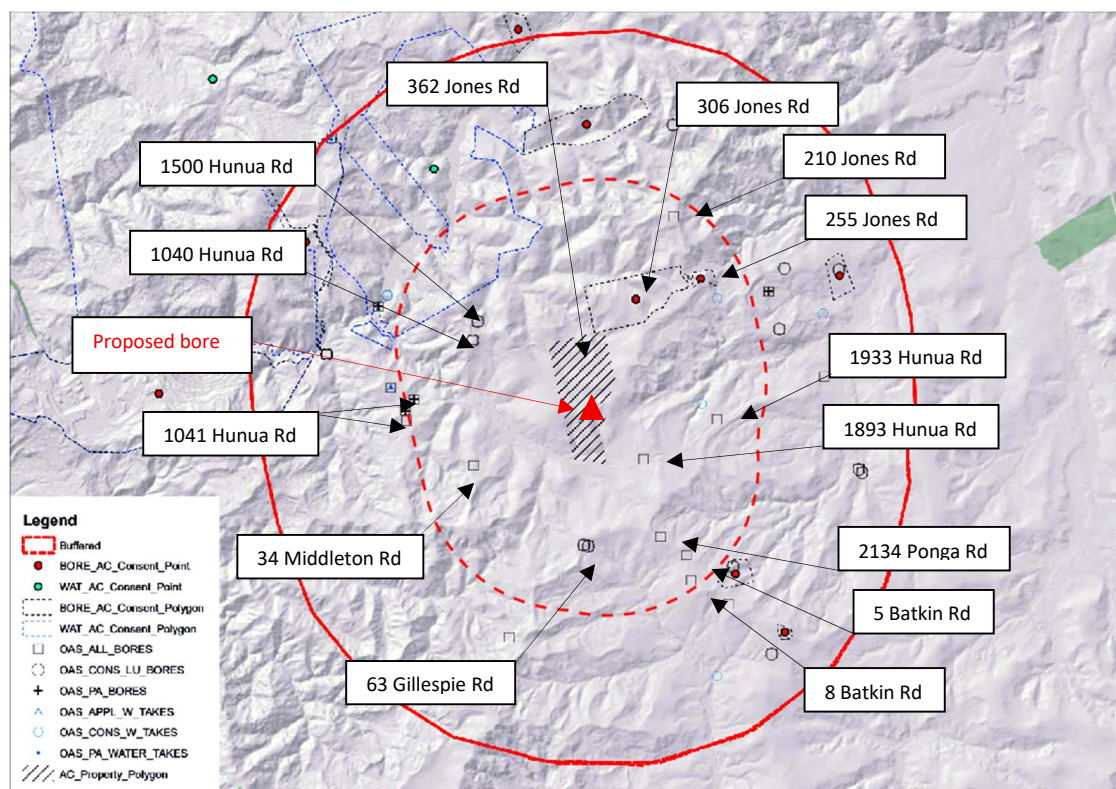 362 Jones Rd
306 Jones Rd
1500 Hunua Rd
210 Jones Rd
255 Jones Rd
1040 Hunua Rd
Proposed bore
1933 Hunua Rd
1041 Hunua Rd
1893 Hunua Rd
34 Middleton Rd
2134 Ponga Rd
5 Batkin Rd
63 Gillespie Rd
8 Batkin Rd
Legend
Buffered
BORE_AC_Consent_Point
WAT_AC_Consent_Point
BORE_AC_Consent_Polygon
WAT_AC_Consent_Polygon
OAS_ALL_BORES
OAS_CONS_LU_BORES
OAS_PA_BORES
OAS_APPL_W_TAKES
OAS_CONS_W_TAKES
OAS_PA_WATER_TAKES
AC_Property_Polygon